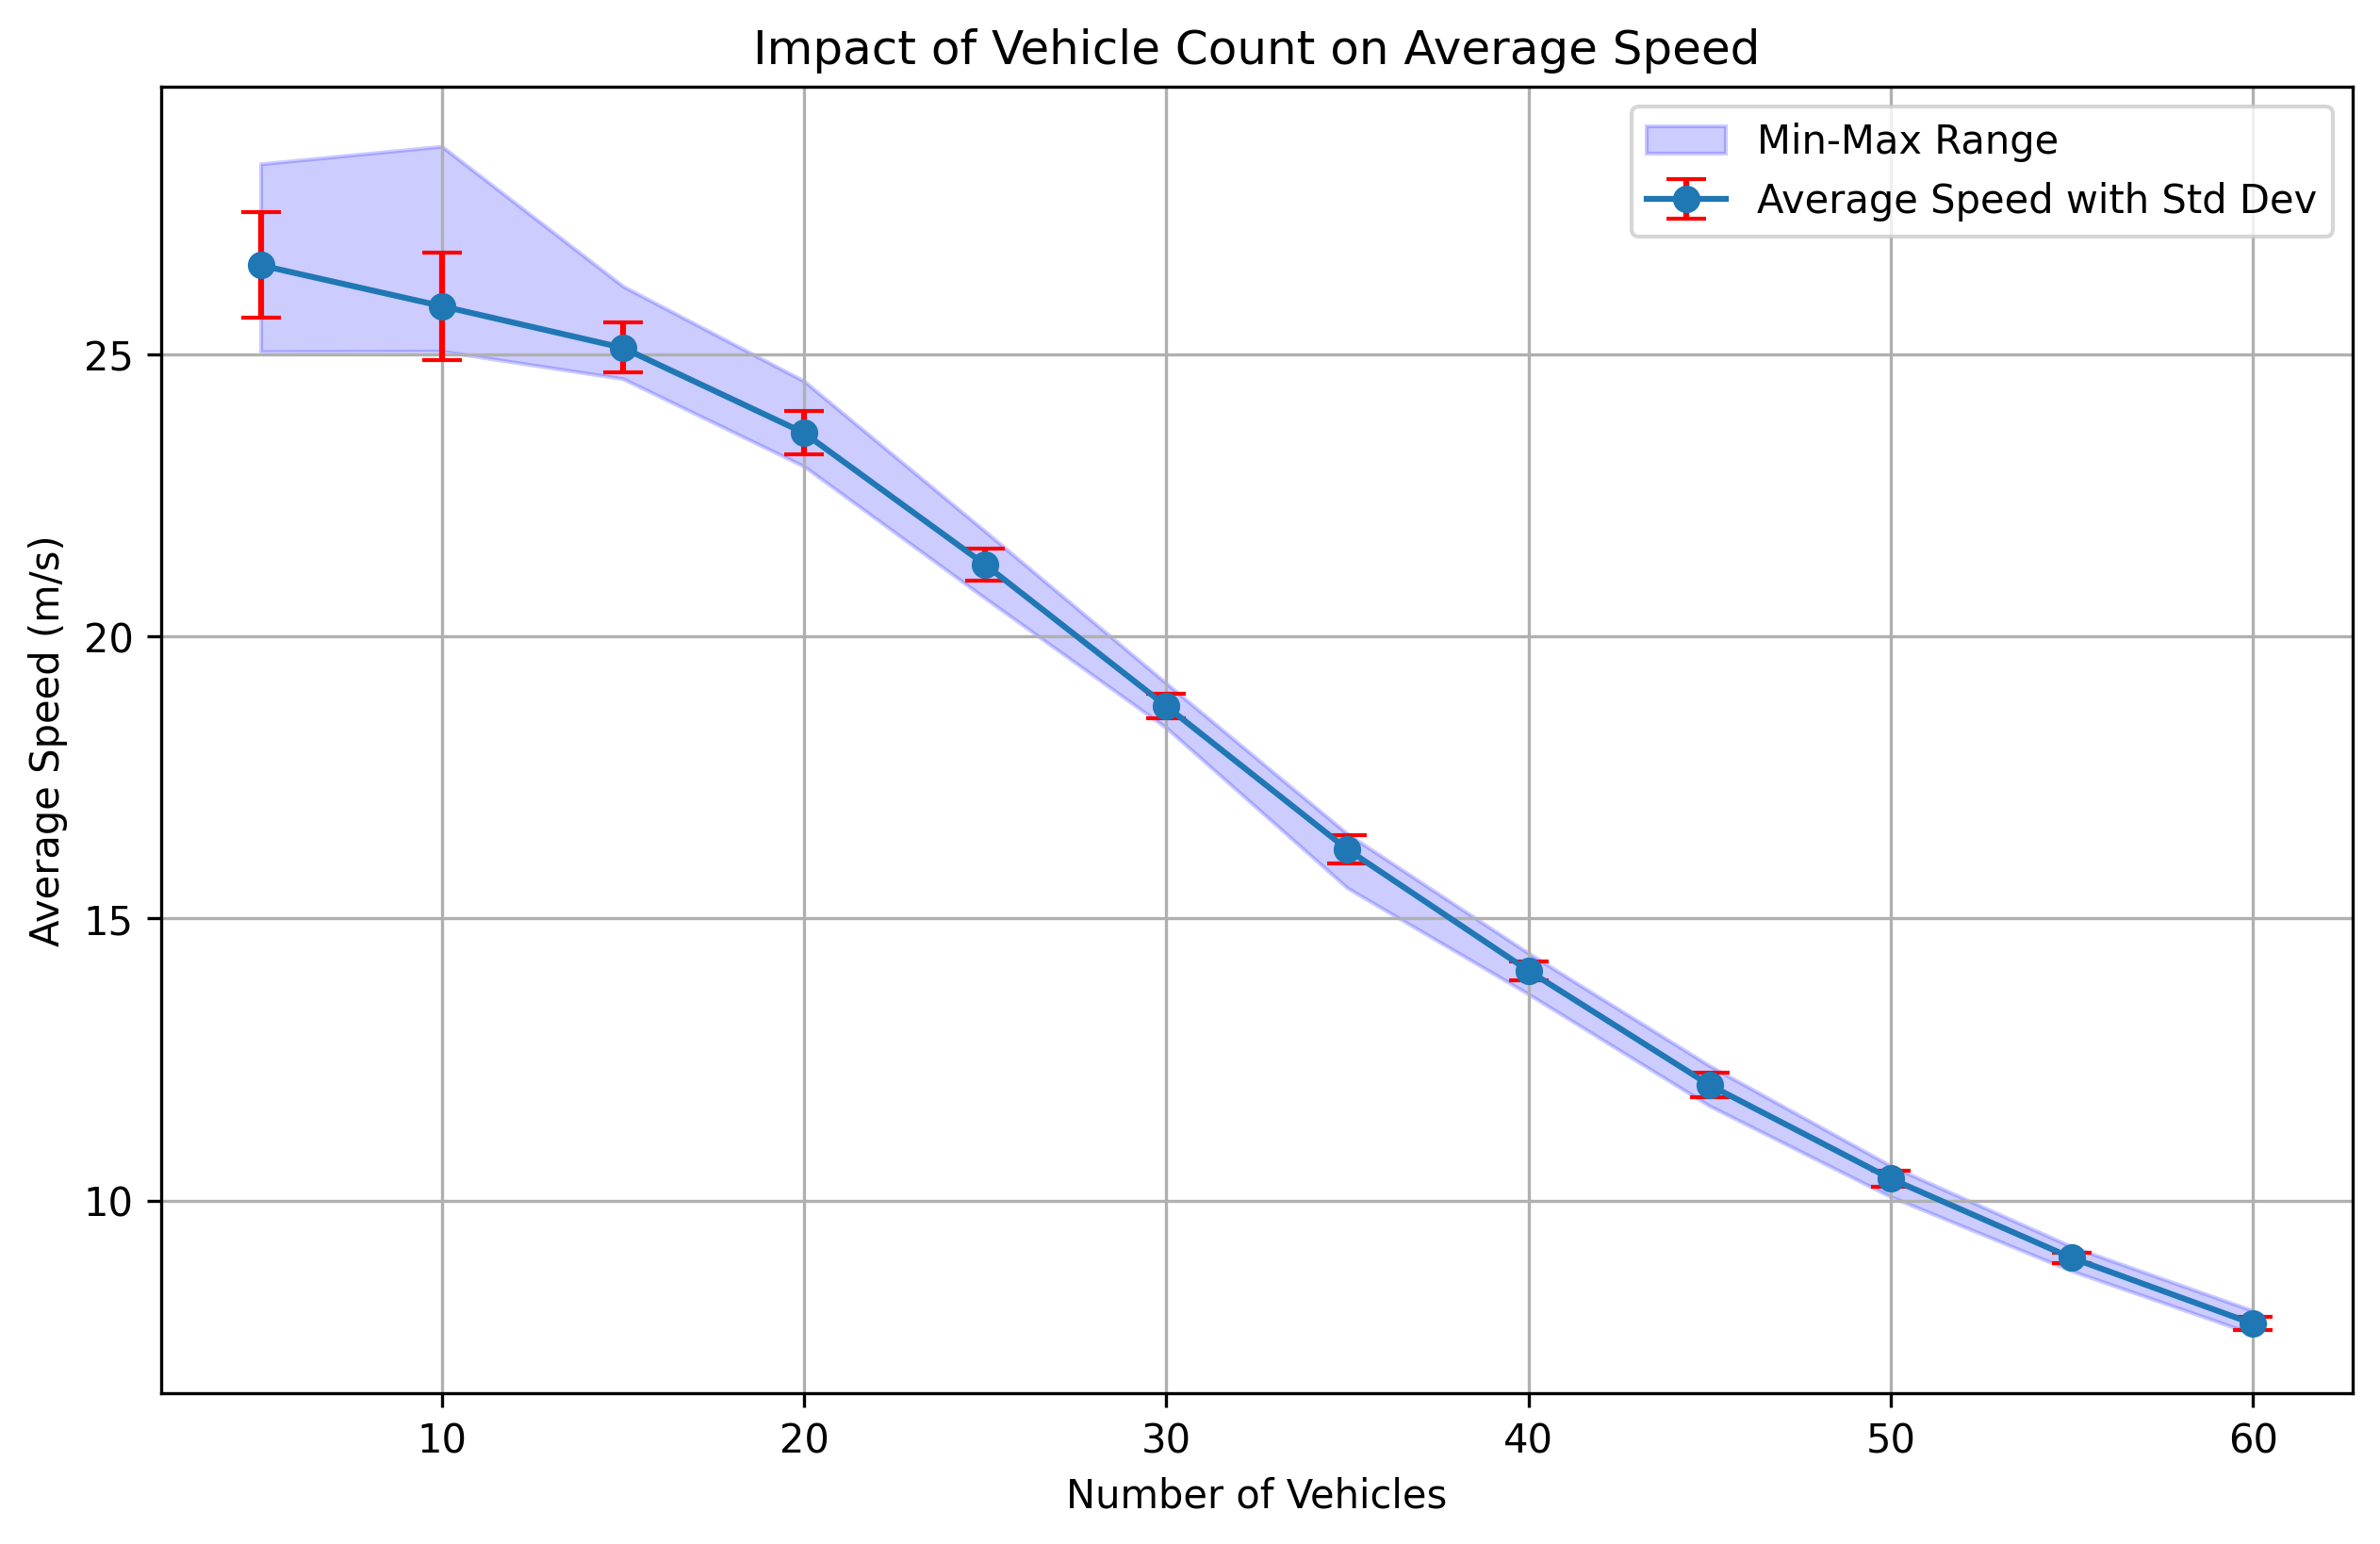 Impact of Vehicle Count on Average Speed
Min-Max Range
Average Speed with Std Dev
Average Speed (m/s)
25
20
15
10
10 20 30 40 50 60
Number of Vehicles